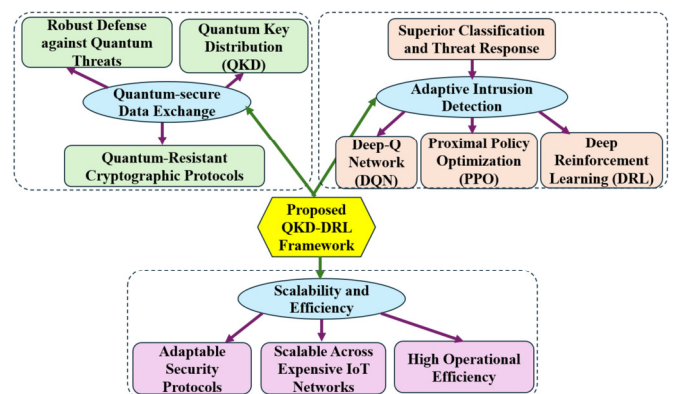 Robust Defense
against Quantum
Threats
Quantum Key
Distribution
(QKD)
Quantum-secure
Data Exchange
Quantum-Resistant
Cryptographic Protocols
Superior Classification
and Threat Response
Adaptive Intrusion
Detection
Deep-Q
Network
(DQN)
Proximal Policy
Optimization
(PPO)
Deep
Reinforcement
Learning (DRL)
Proposed
QKD-DRL
Framework
Scalability and
Efficiency
Adaptable
Security
Protocols
Scalable Across
Expensive IoT
Networks
High Operational
Efficiency